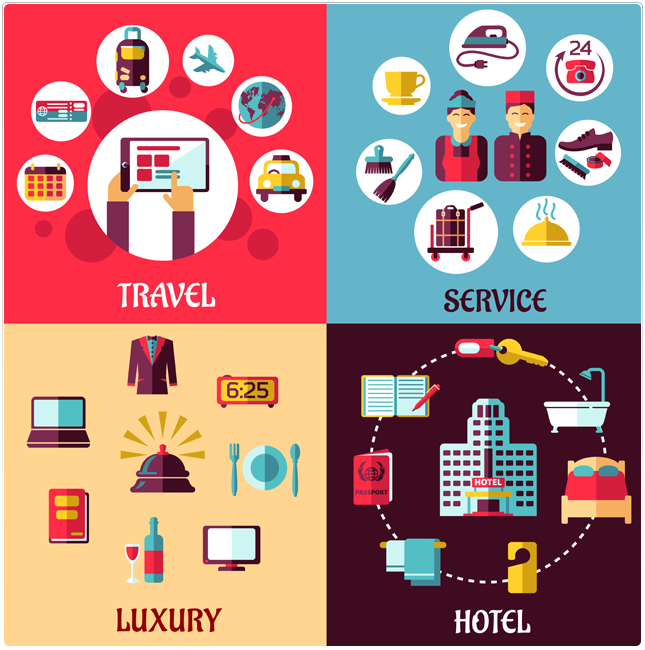 24
TRAVEL
SERVICE
6:25
HOTEL
PASSPORT
LUXURY
HOTEL